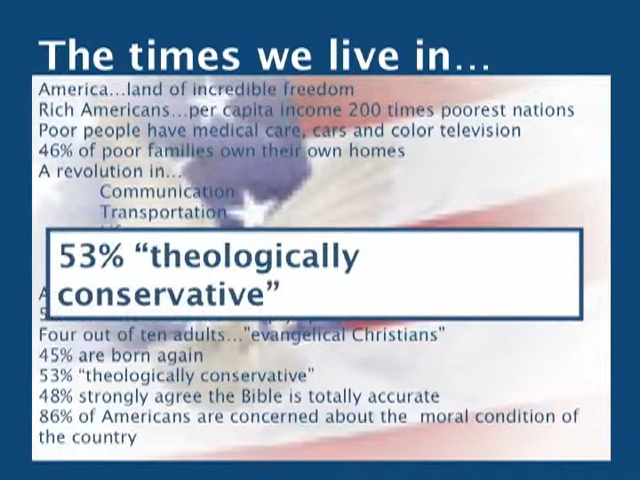 The times we live in...
America...land of incredible freedom
Rich Americans...per capita income 200 times poorest nations
Poor people have medical care, cars and color television
46% of poor families own their own homes
A revolution in...
Communication
Transportation
53% “theologically
conservative”
Four out of ten adults..."evangelical Christians"
45% are born again
53% “theologically conservative”
48% strongly agree the Bible is totally accurate
86% of Americans are concerned about the moral condition of
the country